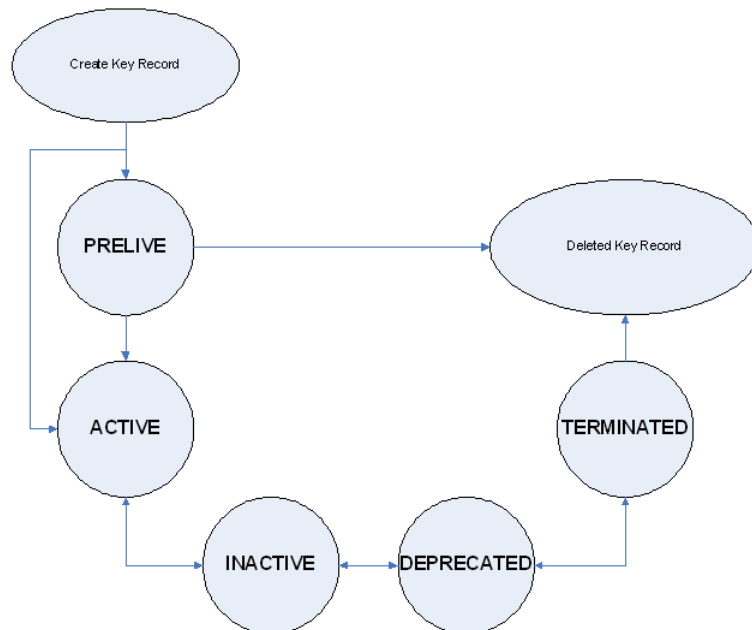 Create Key Record
PRELIVE
Deleted Key Record
ACTIVE
TERMINATED
INACTIVE
DEPRECATED